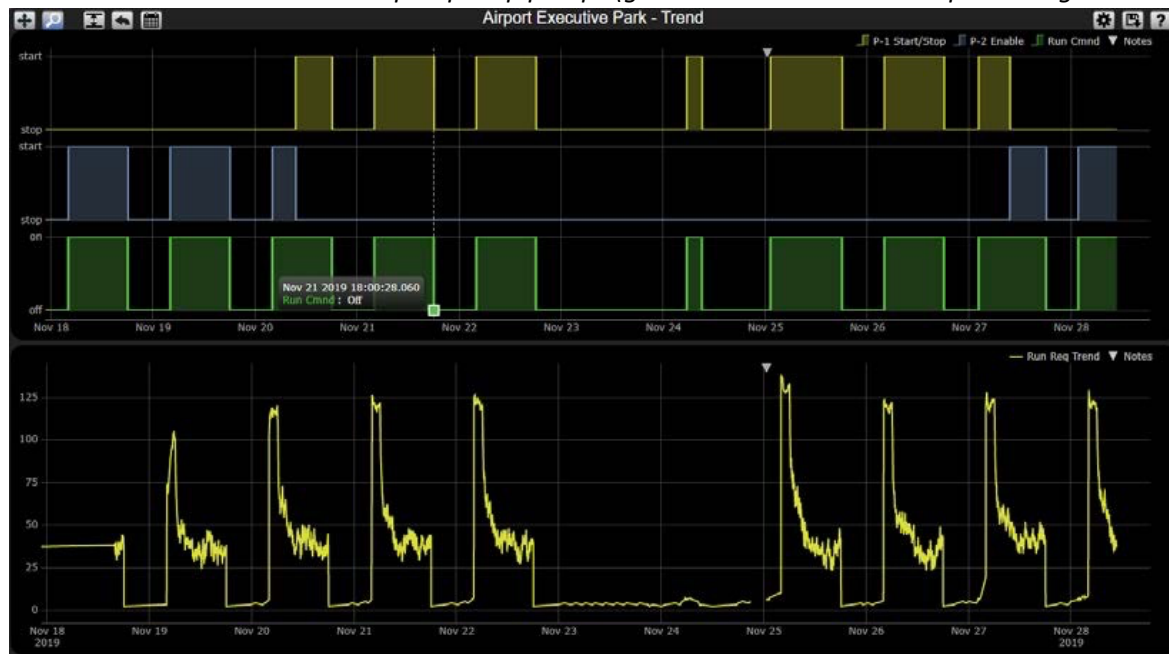 Airport Executive Park - Trend
P-1 Start/Stop P-2 Enable Run Cmnd Notes
start
stop
start
stop
on
Nov 21 2019 18:00:28.060
Run Cmnd : Off
off
Nov 18 Nov 19 Nov 20 Nov 21 Nov 22 Nov 23 Nov 24 Nov 25 Nov 26 Nov 27 Nov 28
Run Req Trend Notes
125
100
75
50
25
0
Nov 18 Nov 19 Nov 20 Nov 21 Nov 22 Nov 23 Nov 24 Nov 25 Nov 26 Nov 27 Nov 28
2019 2019